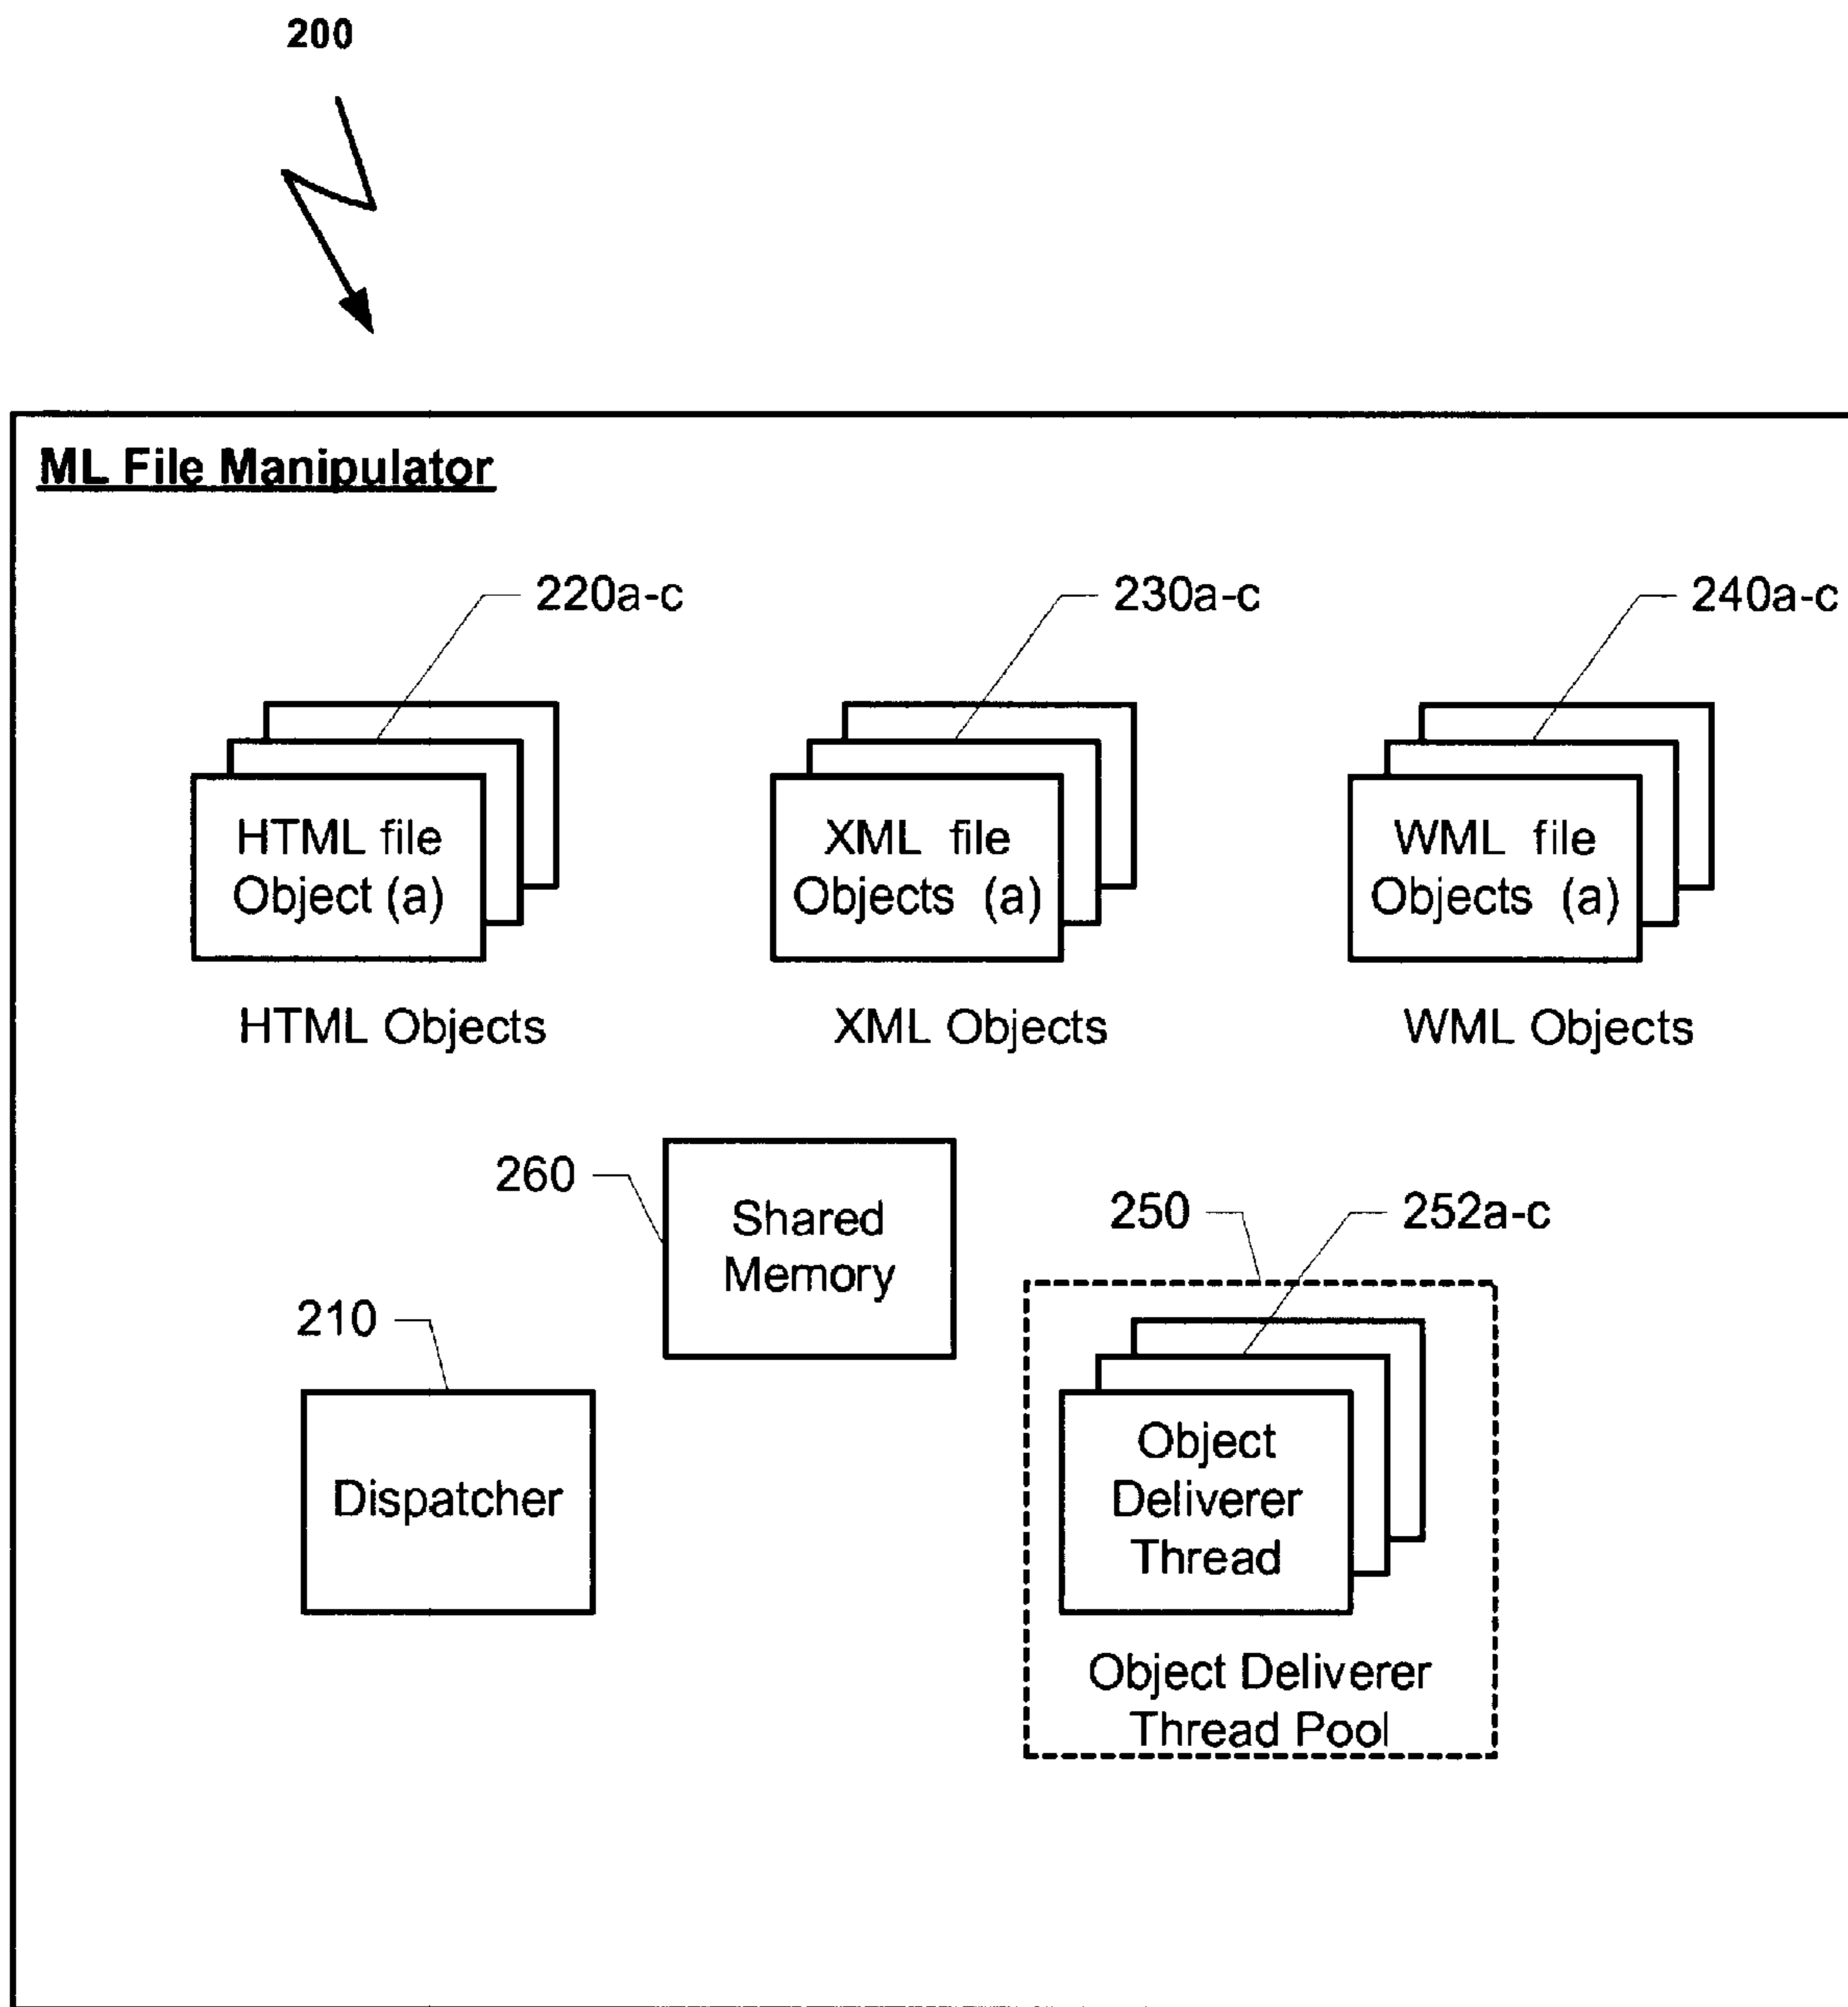 200
ML File Manipulator
220a-c
230a-c
240a-c
HTML file
Object (a)
XML file
Objects (a)
WML file
Objects (a)
HTML Objects
XML Objects
WML Objects
260
Shared
Memory
250
252a-c
210
Dispatcher
Object
Deliverer
Thread
Object Deliverer
Thread Pool